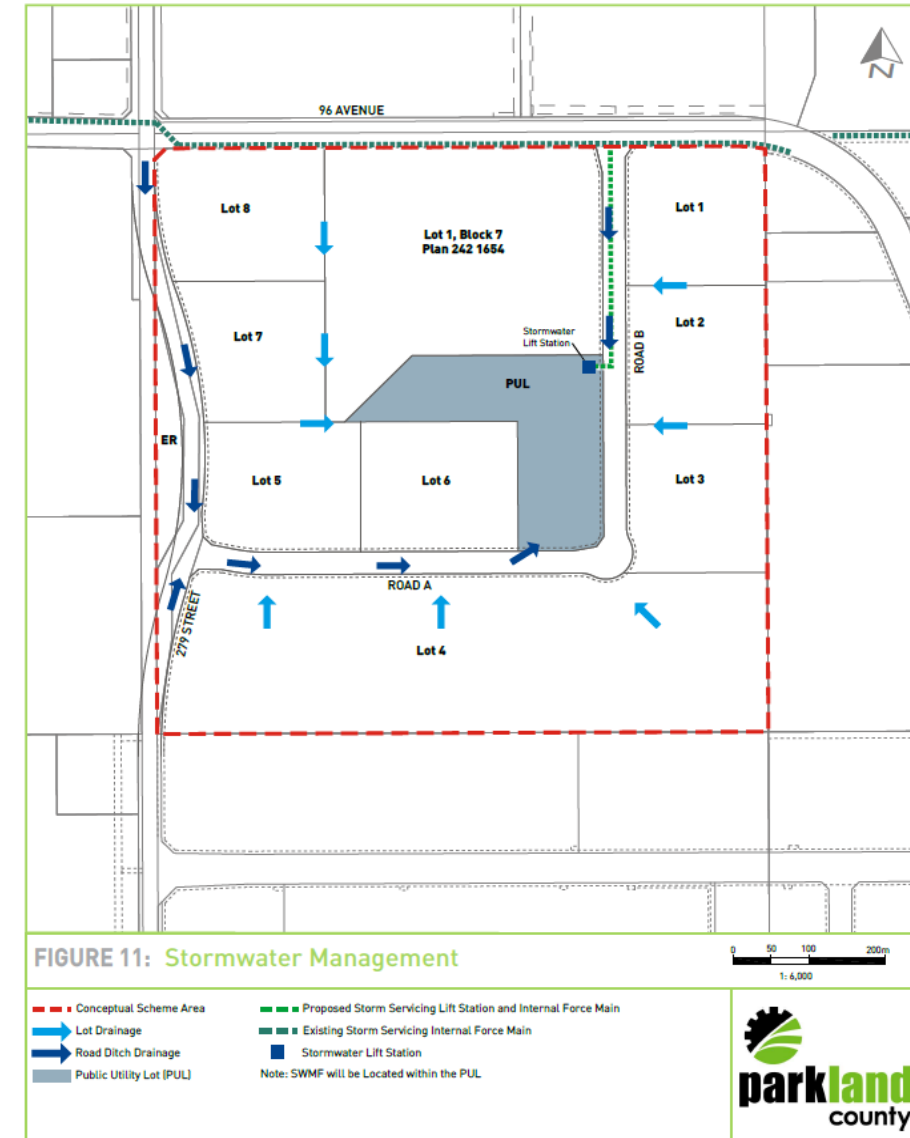 N
96 AVENUE
Lot 8
Lot 1
Lot 1, Block 7
Plan 242 1654
Lot 7
Lot 2
Stormwater
Lift Station
ROAD B
PUL
ER
Lot 5
Lot 6
Lot 3
ROAD A
279 STREET
Lot 4
FIGURE 11: Stormwater Management
0 50 100 200m
1: 6,000
Conceptual Scheme Area
Lot Drainage
Road Ditch Drainage
Public Utility Lot (PUL)
Proposed Storm Servicing Lift Station and Internal Force Main
Existing Storm Servicing Internal Force Main
Stormwater Lift Station
Note: SWMF will be Located within the PUL
parkland
county